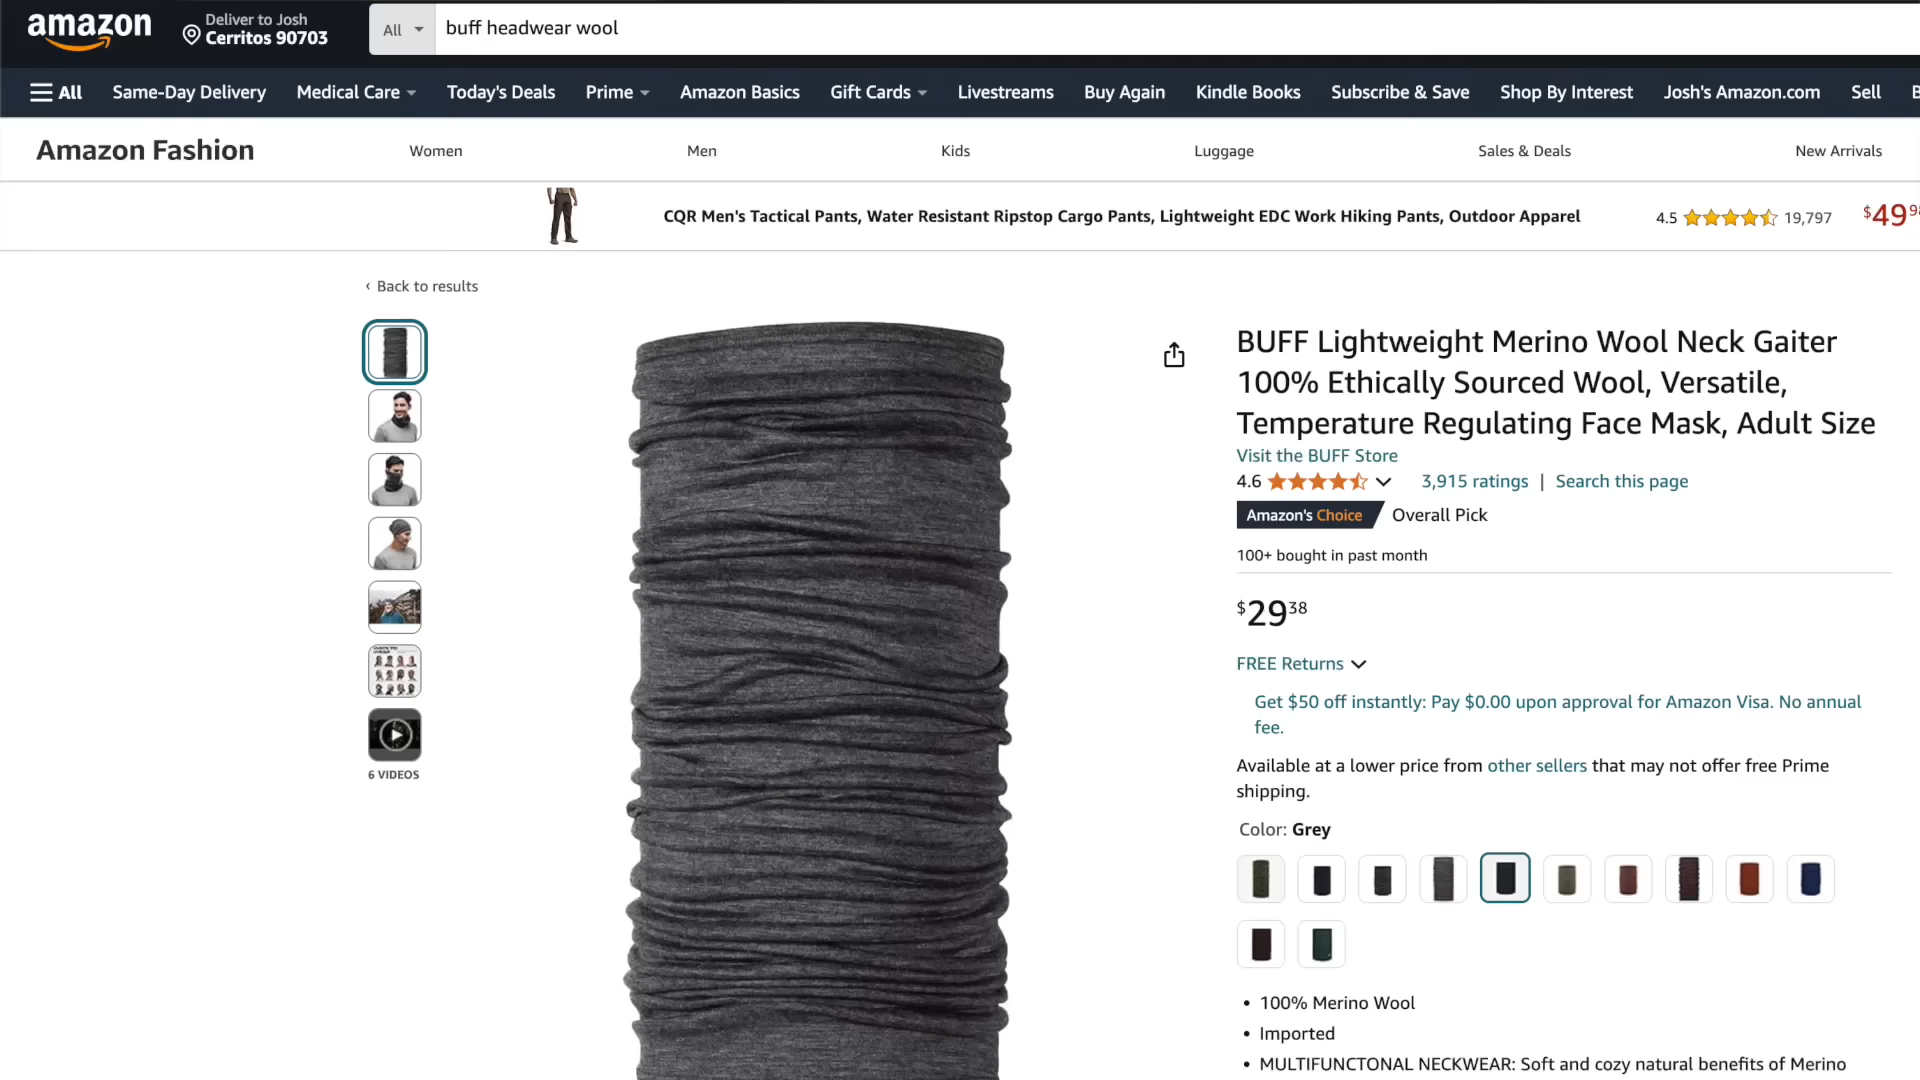 amazon
Deliver to Josh
Cerritos 90703
All
buff headwear wool
All
Same-Day Delivery
Medical Care
Today's Deals
Prime
Amazon Basics
Gift Cards
Livestreams
Buy Again
Kindle Books
Subscribe & Save
Shop By Interest
Josh's Amazon.com
Sell
Amazon Fashion
Women
Men
Kids
Luggage
Sales & Deals
New Arrivals
CQR Men's Tactical Pants, Water Resistant Ripstop Cargo Pants, Lightweight EDC Work Hiking Pants, Outdoor Apparel
4.5
19,797
$49
‹ Back to results
6 VIDEOS
BUFF Lightweight Merino Wool Neck Gaiter
100% Ethically Sourced Wool, Versatile,
Temperature Regulating Face Mask, Adult Size
Visit the BUFF Store
4.6
3,915 ratings | Search this page
Amazon's Choice Overall Pick
100+ bought in past month
$29 38
FREE Returns
Get $50 off instantly: Pay $0.00 upon approval for Amazon Visa. No annual
fee.
Available at a lower price from other sellers that may not offer free Prime
shipping.
Color: Grey
• 100% Merino Wool
• Imported
• MULTIFUNCTONAL NECKWEAR: Soft and cozy natural benefits of Merino